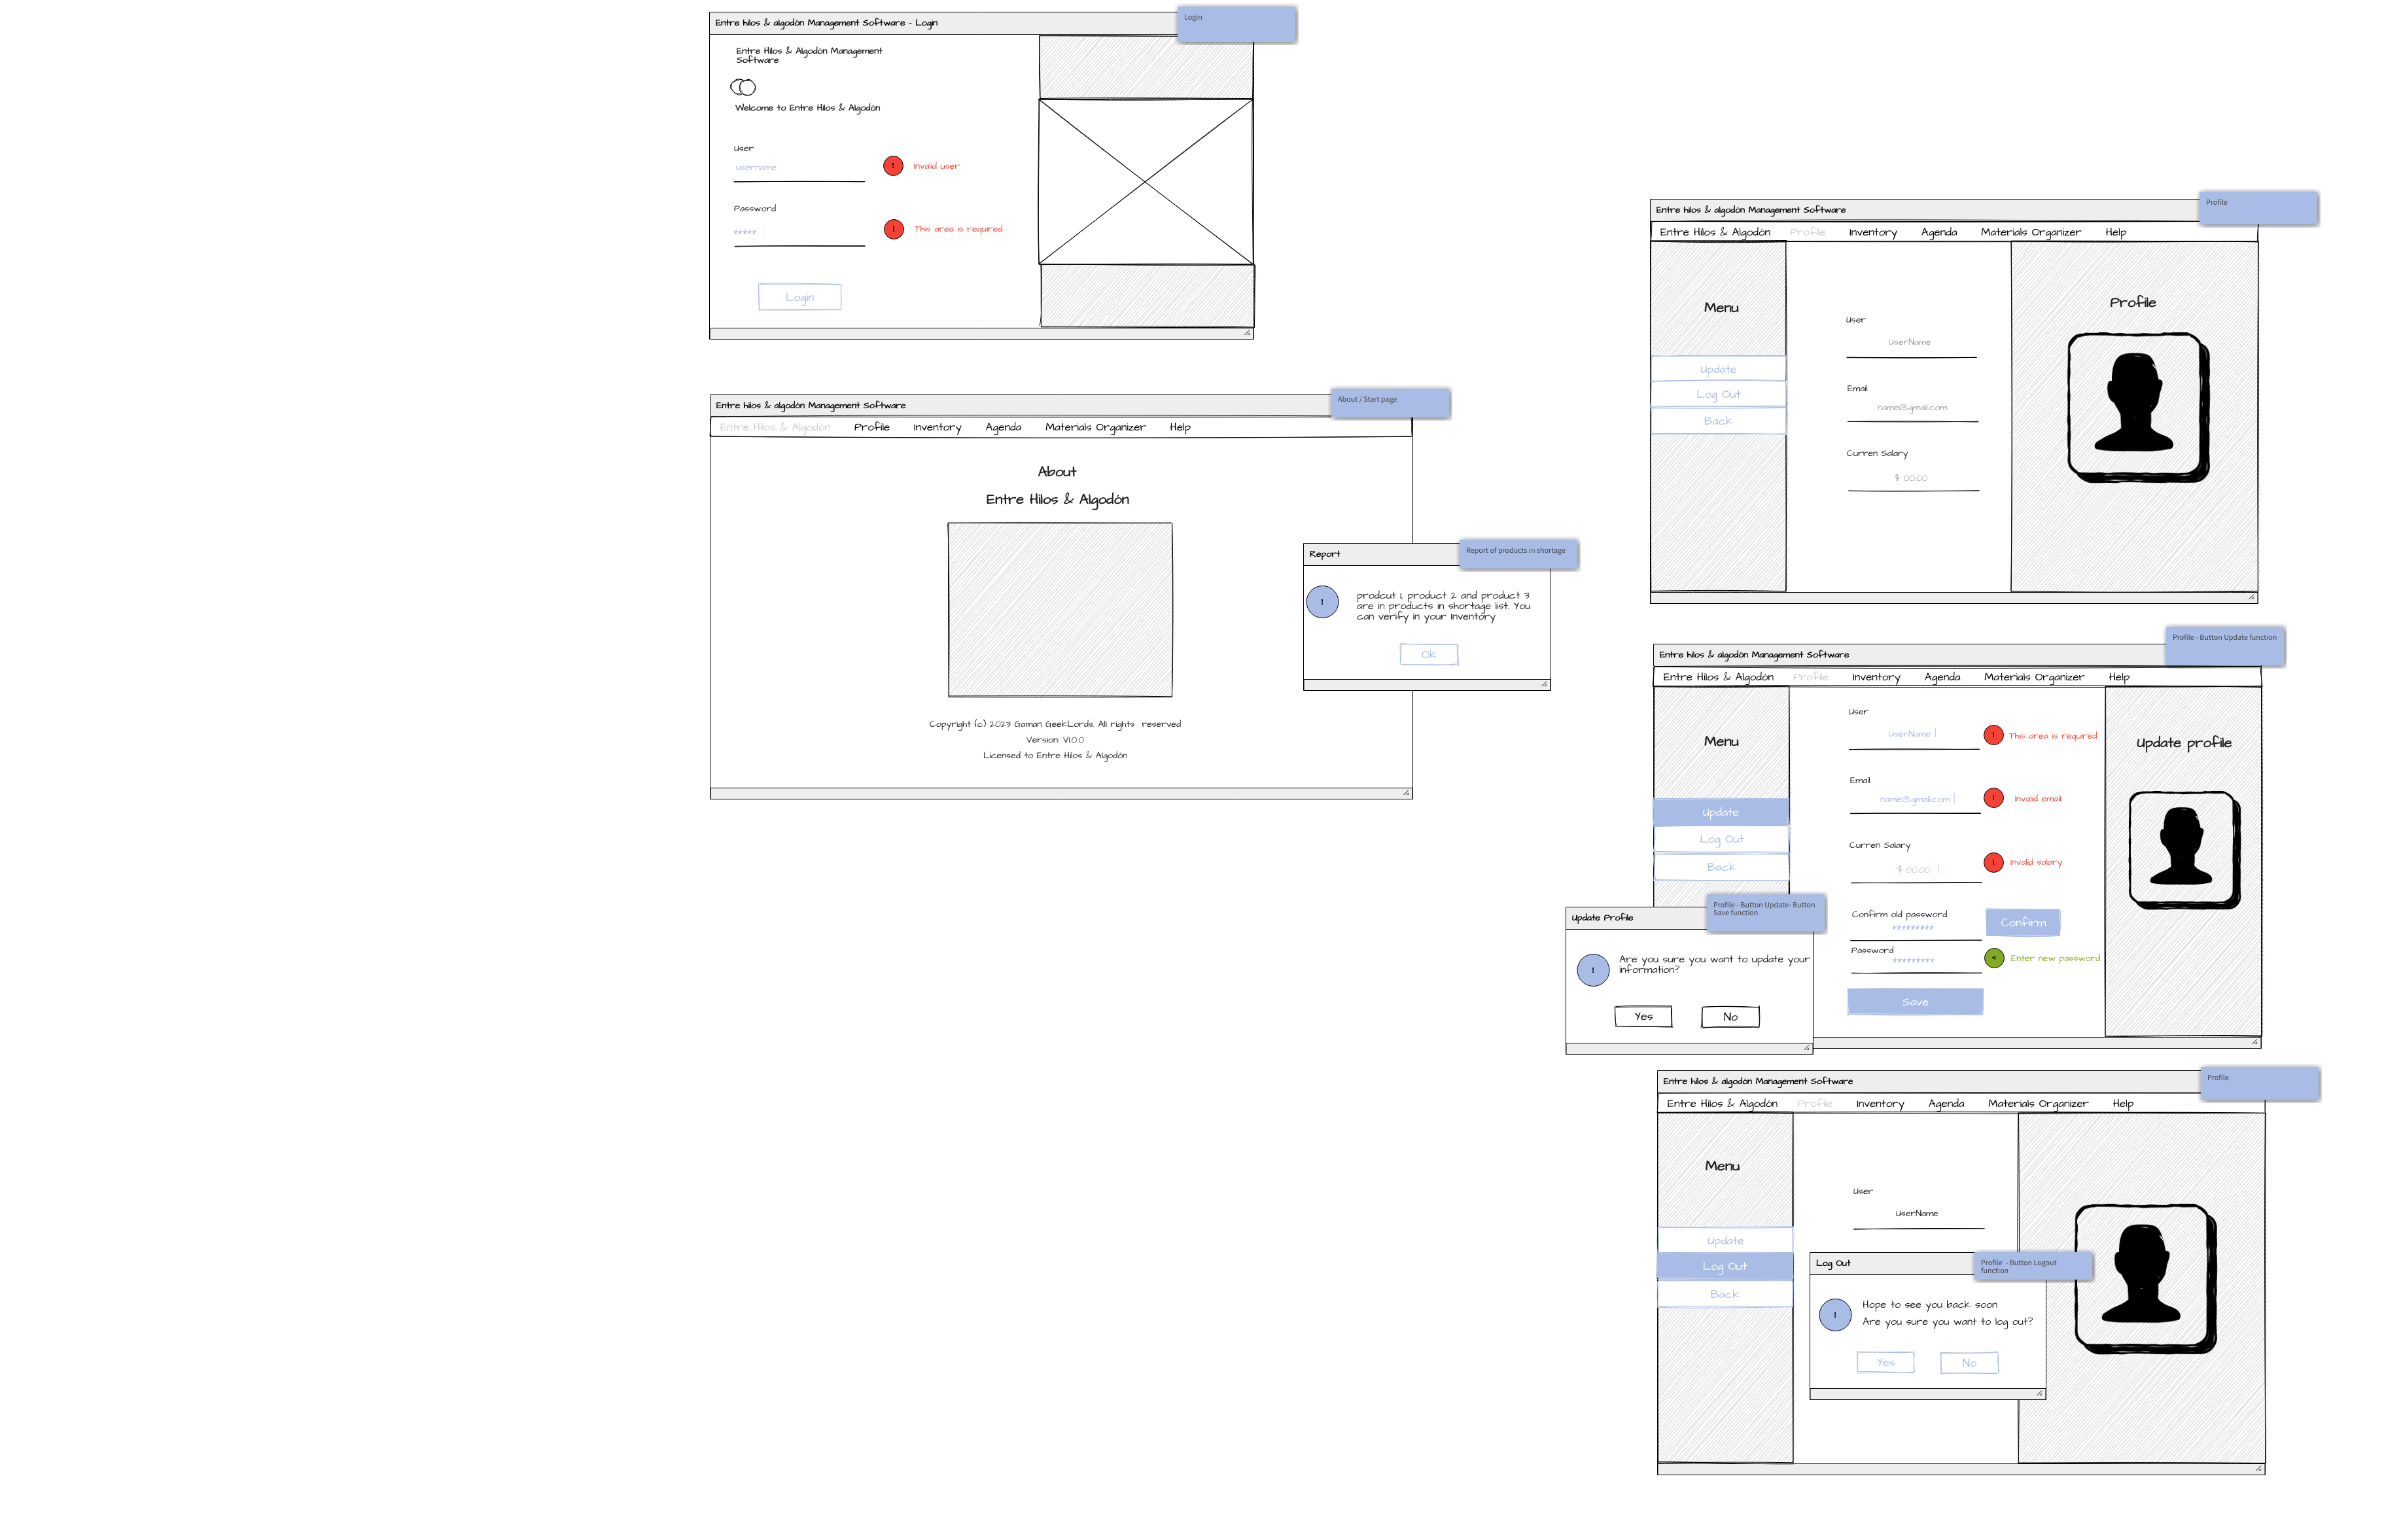 Entre hilos & algodón Management Software - Login
Login
Entre Hilos & Algodón Management
Software
Welcome to Entre Hilos & Algodón
User
username
! Invalid user
Password
*****
! This area is required
Login
Entre hilos & algodón Management Software
About / Start page
Entre Hilos & Algodón Profile Inventory Agenda Materials Organizer Help
About
Entre Hilos & Algodón
Copyright (c) 2023 Gaman GeekLords. All rights reserved
Version: V1.0.0
Licensed to Entre Hilos & Algodón
Report
Report of products in shortage
!
prodcut 1, product 2 and product 3
are in products in shortage list. You
can verify in your Inventory
Ok
Entre hilos & algodón Management Software
Profile
Entre Hilos & Algodón Profile Inventory Agenda Materials Organizer Help
Menu
Update
Log Out
Back
User
UserName
Email
name@gmail.com
Curren Salary
$ 00.00
Profile
Entre hilos & algodón Management Software
Profile - Button Update function
Entre Hilos & Algodón Profile Inventory Agenda Materials Organizer Help
Menu
Update
Log Out
Back
User
UserName |
! This area is required
Email
name@gmail.com |
! Invalid email
Curren Salary
$ 00.00 |
! Invalid salary
Confirm old password
*********
Confirm
Password
*********
< Enter new password
Save
Update profile
Update Profile
Profile - Button Update- Button
Save function
!
Are you sure you want to update your
information?
Yes No
Entre hilos & algodón Management Software
Profile
Entre Hilos & Algodón Profile Inventory Agenda Materials Organizer Help
Menu
Update
Log Out
Back
User
UserName
Log Out
Profile - Button Logout
function
!
Hope to see you back soon
Are you sure you want to log out?
Yes No